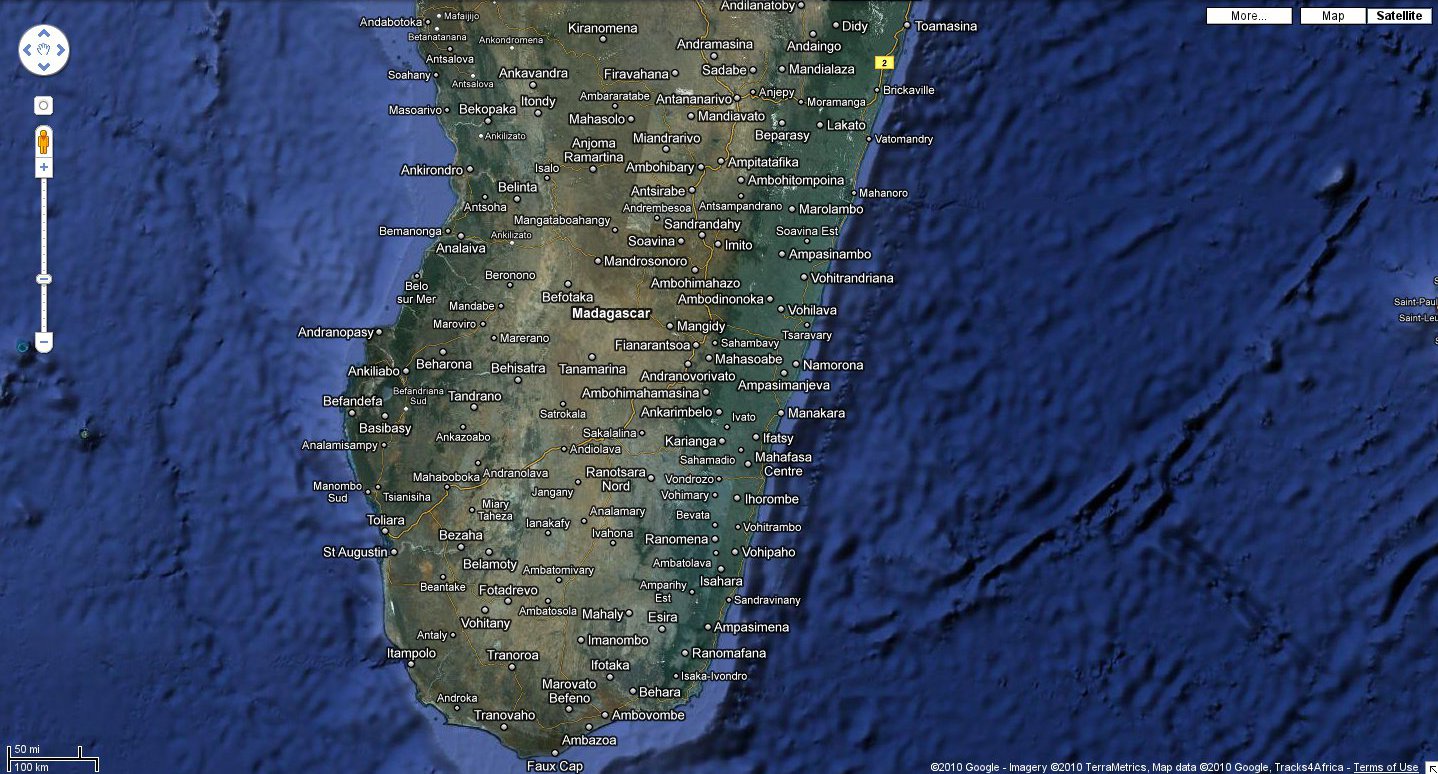 Andilanatoby
Mafaijijo
Andabotoka
Didy
Toamasina
More...
Map
Satellite
Kiranomena
Betanatanana
Ankondromena
Andramasina
Andaingo
Antsalova
2
Soahany
Ankavandra
Firavahana
Sadabe
Mandialaza
Antsalova
Brickaville
Itondy
Ambararatabe
Antananarivo
Anjepy
Moramanga
Masoarivo
Bekopaka
Mahasolo
Mandiavato
Lakato
Ankilizato
Miandrarivo
Beparasy
Vatomandry
Anjoma
Ramartina
Ankirondro
Isalo
Ambohibary
Ampitatafika
Belinta
Antsirabe
Ambohitompoina
Mahanoro
Antsoha
Andrembesoa
Antsampandrano
Marolambo
Mangataboahangy
Sandrandahy
Bemanonga
Ankilizato
Soavina Est
Analaiva
Soavina
Imito
Ampasinambo
Mandrosonoro
Beronono
Ambohimahazo
Vohitrandriana
Belo
sur Mer
Befotaka
Ambodinonoka
Mandabe
Madagascar
Vohilava
Saint-Paul
Saint-Leu
Maroviro
Mangidy
Andranopasy
Marerano
Tsaravary
Fianarantsoa
Sahambavy
Beharona
Behisatra
Tanamarina
Mahasoabe
Namorona
Ankiliabo
Andranovorivato
Ampasimanjeva
Befandriana
Sud
Tandrano
Ambohimahamasina
Befandefa
Satrokala
Ankarimbelo
Ivato
Manakara
Basibasy
Ankazoabo
Sakalalina
Karianga
Ifatsy
Analamisampy
Andiolava
Sahamadio
Mahafasa
Centre
Mahaboboka
Andranolava
Ranotsara
Nord
Vondrozo
Manombo
Sud
Tsianisiha
Jangany
Vohimary
Ihorombe
Miary
Taheza
Analamary
Bevata
Toliara
Ianakafy
Vohitrambo
Bezaha
Ivahona
Ranomena
St Augustin
Vohipaho
Belamoty
Ambatomivary
Ambatolava
Isahara
Beantake
Fotadrevo
Amparihy
Est
Sandravinany
Ambatosola
Mahaly
Esira
Vohitany
Ampasimena
Antaly
Imanombo
Itampolo
Tranoroa
Ranomafana
Ifotaka
Isaka-Ivondro
Marovato
Befeno
Behara
Androka
Tranovaho
Ambovombe
Ambazoa
Faux Cap
50 mi
100 km
©2010 Google - Imagery ©2010 TerraMetrics, Map data ©2010 Google, Tracks4Africa - Terms of Use